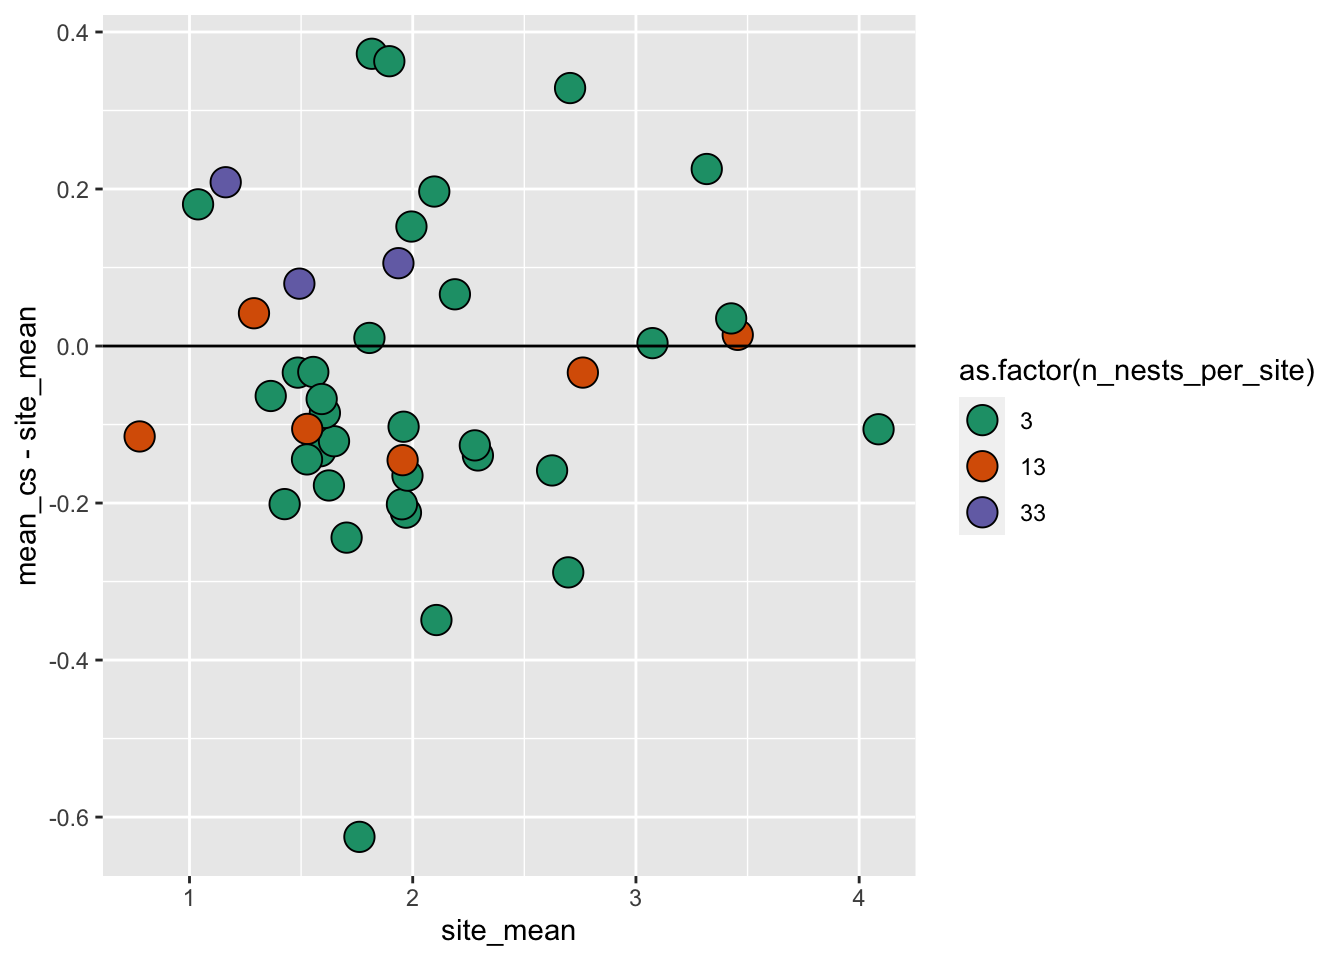 0.4
0.2
0.0
-0.2
-0.4
-0.6
mean_cs - site_mean
1 2 3 4
site_mean
as.factor(n_nests_per_site)
3
13
33